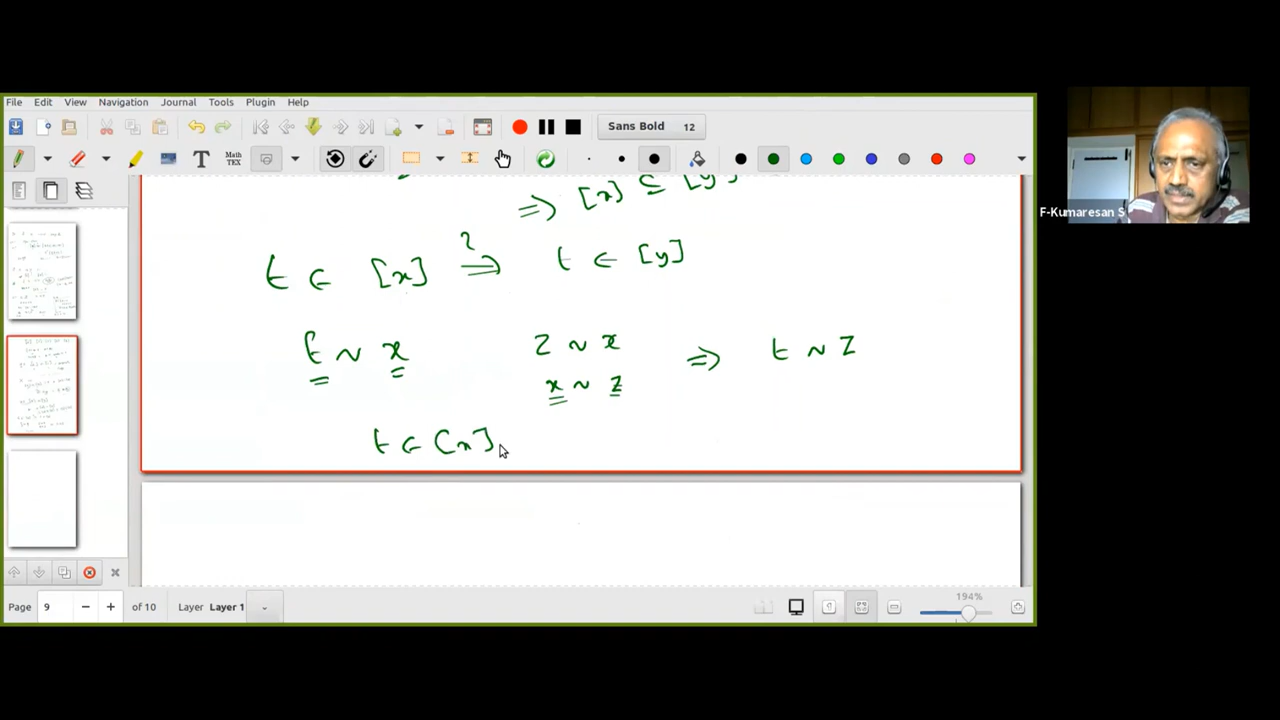 File Edit View Navigation Journal Tools Plugin Help
Sans Bold 12
TEX
⇒ [x] ⊆ [y]
t ∈ [x] ?⇒ t ∈ [y]
t ~ x z ~ x ⇒ t ~ z
x ~ z
t ∈ [x]
F-Kumaresan S
Page 9 of 10 Layer Layer 1 194%